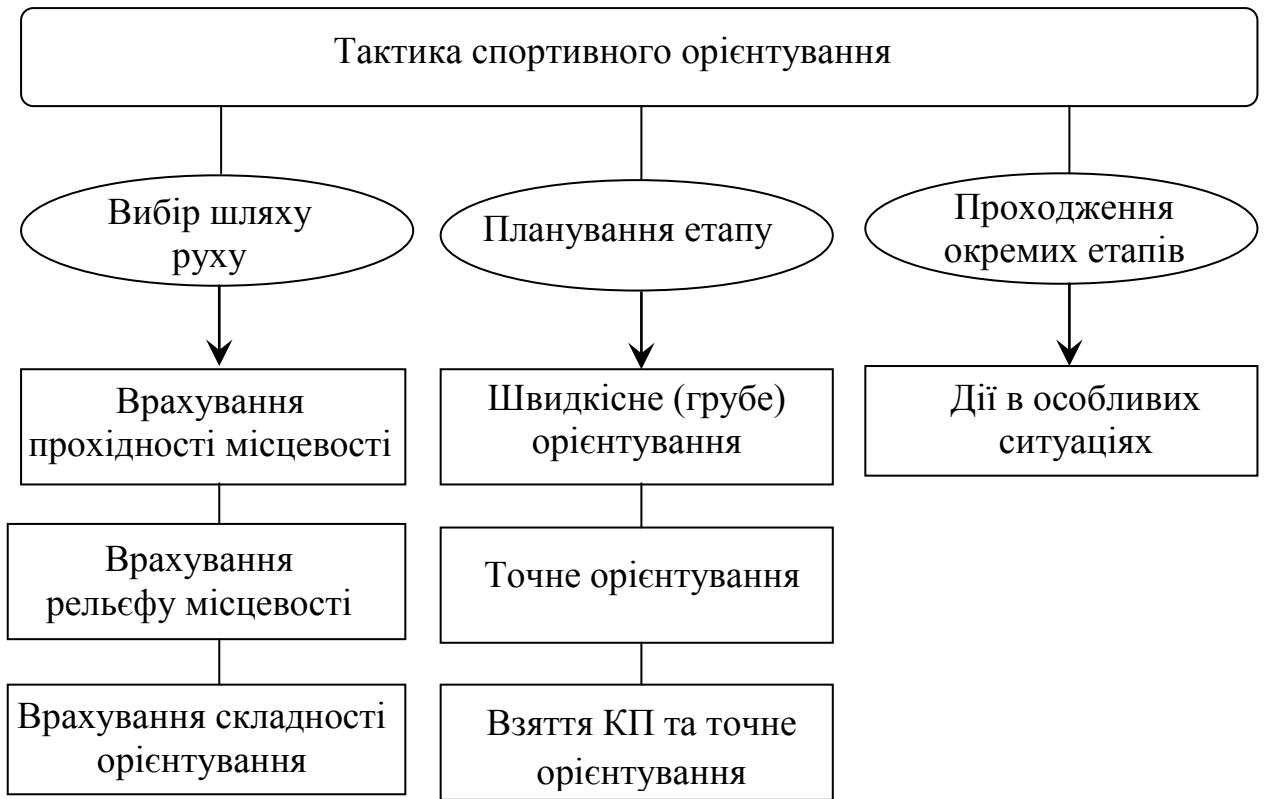 Тактика спортивного орієнтування
Вибір шляху
руху
Планування етапу
Проходження
окремих етапів
Врахування
прохідності місцевості
Швидкісне (грубе)
орієнтування
Дії в особливих
ситуаціях
Врахування
рельєфу місцевості
Точне орієнтування
Врахування складності
орієнтування
Взяття КП та точне
орієнтування